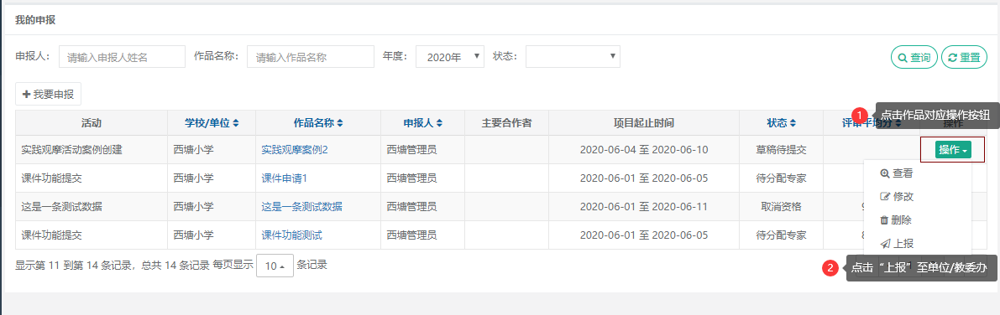 我的申报
申报人： 请输入申报人姓名 作品名称： 请输入作品名称 年度： 2020年 状态： 查询 重置
我要申报
1 点击作品对应操作按钮
活动 学校/单位 作品名称 申报人 主要合作者 项目起止时间 状态 评审平均分 操作
实践观摩活动案例创建 西塘小学 实践观摩案例2 西塘管理员 2020-06-04 至 2020-06-10 草稿待提交 操作
查看
课件功能提交 西塘小学 课件申请1 西塘管理员 2020-06-01 至 2020-06-05 待分配专家
修改
这是一条测试数据 西塘小学 这是一条测试数据 西塘管理员 2020-06-01 至 2020-06-11 取消资格
删除
课件功能提交 西塘小学 课件功能测试 西塘管理员 2020-06-01 至 2020-06-05 待分配专家
上报
显示第 11 到第 14 条记录，总共 14 条记录 每页显示 10 条记录
2 点击“上报”至单位/教委办